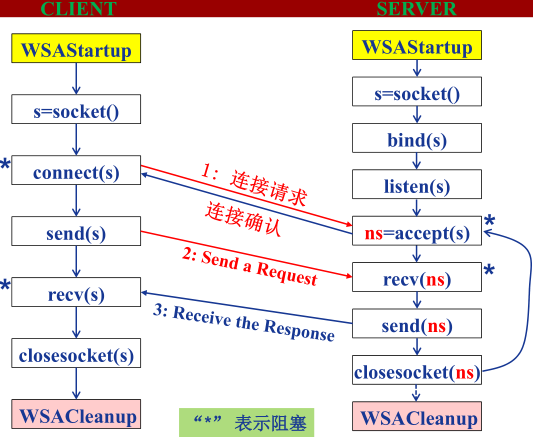 CLIENT
SERVER
WSAStartup
s=socket()
* connect(s)
send(s)
* recv(s)
closesocket(s)
WSACleanup
1：连接请求
连接确认
2: Send a Request
3: Receive the Response
WSAStartup
s=socket()
bind(s)
listen(s)
ns=accept(s) *
recv(ns) *
send(ns)
closesocket(ns)
WSACleanup
“*” 表示阻塞